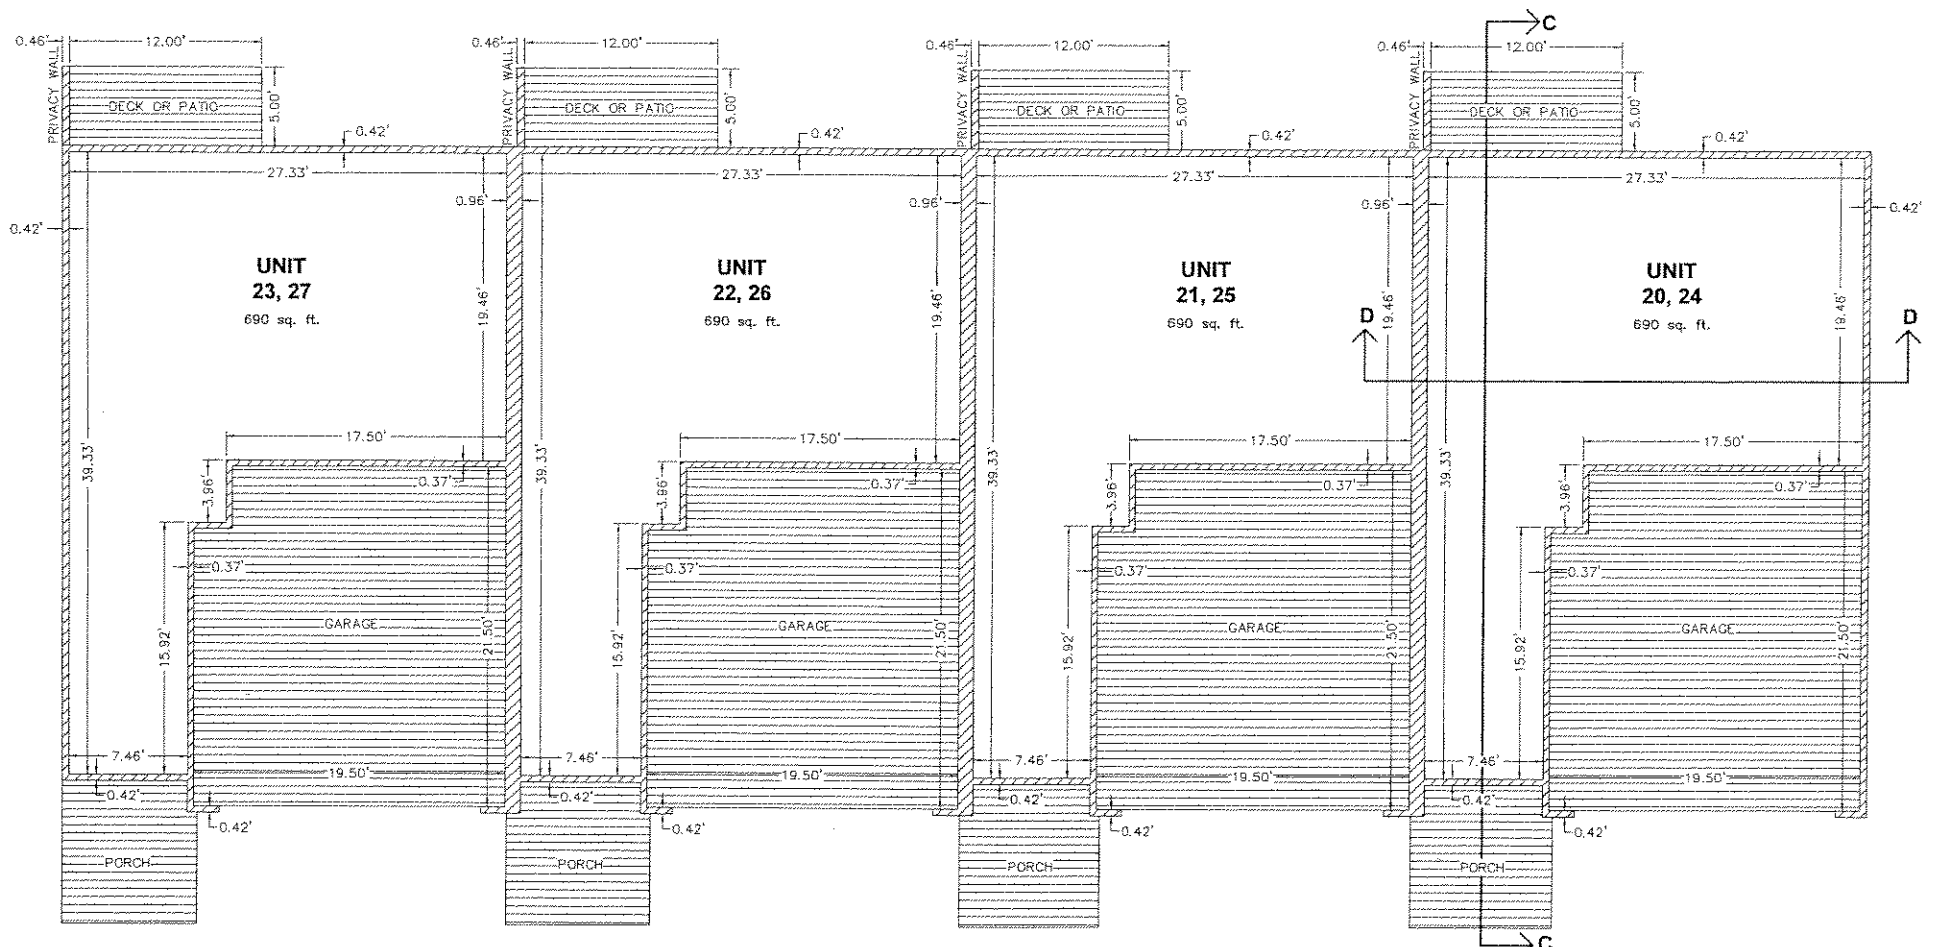 C
0.46'
12.00'
0.46'
12.00'
0.46'
12.00'
0.46'
12.00'
PRIVACY WALL
DECK OR PATIO
5.00'
PRIVACY WALL
DECK OR PATIO
5.00'
PRIVACY WALL
DECK OR PATIO
5.00'
PRIVACY WALL
DECK OR PATIO
5.00'
0.42'
0.42'
0.42'
0.42'
27.33'
27.33'
27.33'
27.33'
0.42'
0.96'
0.96'
0.96'
0.42'
UNIT
23, 27
690 sq. ft.
UNIT
22, 26
690 sq. ft.
UNIT
21, 25
690 sq. ft.
UNIT
20, 24
690 sq. ft.
19.46'
19.46'
19.46'
19.46'
D
D
39.33'
17.50'
39.33'
17.50'
39.33'
17.50'
39.33'
17.50'
3.96'
0.37'
3.96'
0.37'
3.96'
0.37'
3.96'
0.37'
0.37'
0.37'
0.37'
0.37'
15.92'
GARAGE
21.50'
15.92'
GARAGE
21.50'
15.92'
GARAGE
21.50'
15.92'
GARAGE
21.50'
7.46'
19.50'
7.46'
19.50'
7.46'
19.50'
7.46'
19.50'
0.42'
0.42'
0.42'
0.42'
0.42'
0.42'
0.42'
0.42'
PORCH
PORCH
PORCH
PORCH
C